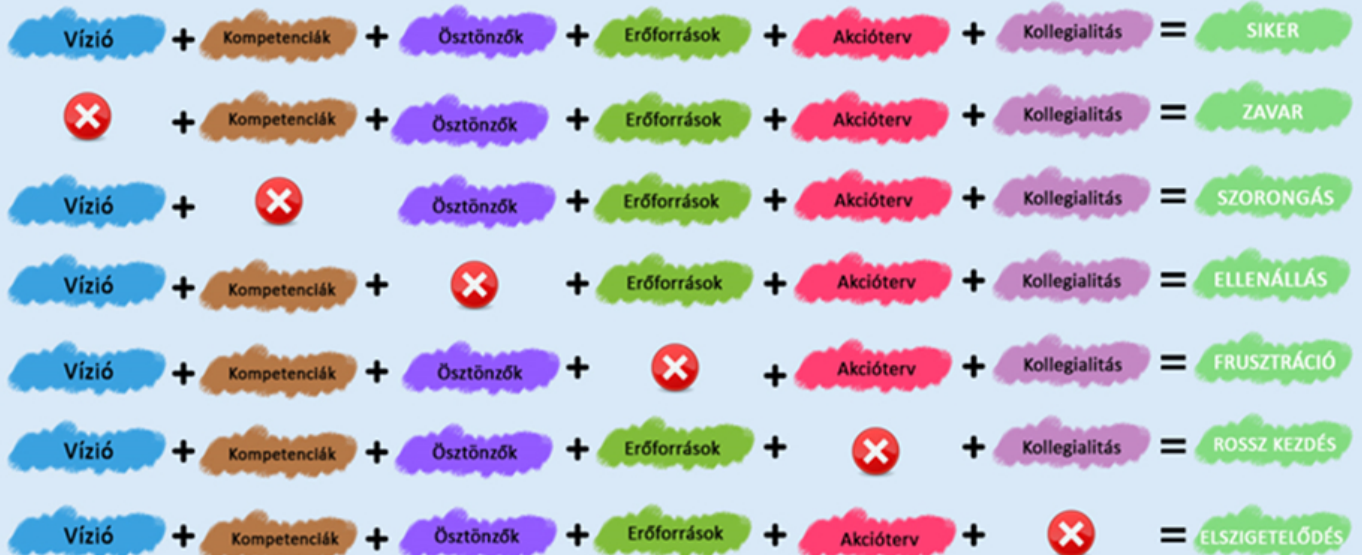 Vízió + Kompetenciák + Ösztönzők + Erőforrások + Akcióterv + Kollegialitás = SIKER
+ Kompetenciák + Ösztönzők + Erőforrások + Akcióterv + Kollegialitás = ZAVAR
Vízió + Ösztönzők + Erőforrások + Akcióterv + Kollegialitás = SZORONGÁS
Vízió + Kompetenciák + + Erőforrások + Akcióterv + Kollegialitás = ELLENÁLLÁS
Vízió + Kompetenciák + Ösztönzők + + Akcióterv + Kollegialitás = FRUSZTRÁCIÓ
Vízió + Kompetenciák + Ösztönzők + Erőforrások + + Kollegialitás = ROSSZ KEZDÉS
Vízió + Kompetenciák + Ösztönzők + Erőforrások + Akcióterv + = ELSZIGETELŐDÉS